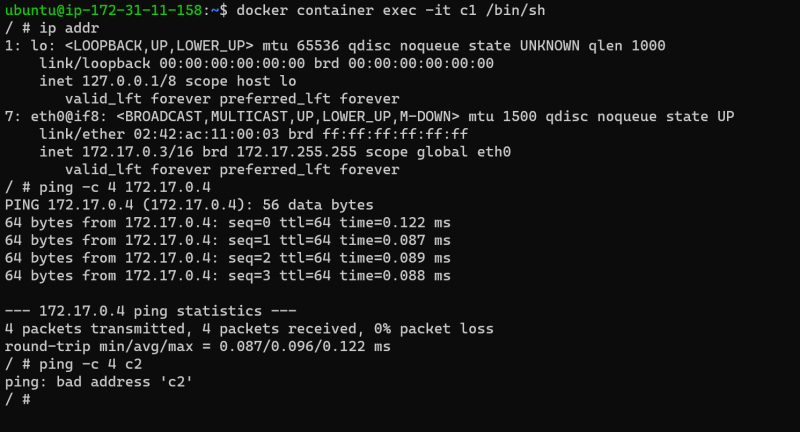 ubuntu@ip-172-31-11-158:~$ docker container exec -it c1 /bin/sh
/ # ip addr
1: lo: <LOOPBACK,UP,LOWER_UP> mtu 65536 qdisc noqueue state UNKNOWN qlen 1000
    link/loopback 00:00:00:00:00:00 brd 00:00:00:00:00:00
    inet 127.0.0.1/8 scope host lo
       valid_lft forever preferred_lft forever
7: eth0@if8: <BROADCAST,MULTICAST,UP,LOWER_UP,M-DOWN> mtu 1500 qdisc noqueue state UP
    link/ether 02:42:ac:11:00:03 brd ff:ff:ff:ff:ff:ff
    inet 172.17.0.3/16 brd 172.17.255.255 scope global eth0
       valid_lft forever preferred_lft forever
/ # ping -c 4 172.17.0.4
PING 172.17.0.4 (172.17.0.4): 56 data bytes
64 bytes from 172.17.0.4: seq=0 ttl=64 time=0.122 ms
64 bytes from 172.17.0.4: seq=1 ttl=64 time=0.087 ms
64 bytes from 172.17.0.4: seq=2 ttl=64 time=0.089 ms
64 bytes from 172.17.0.4: seq=3 ttl=64 time=0.088 ms

--- 172.17.0.4 ping statistics ---
4 packets transmitted, 4 packets received, 0% packet loss
round-trip min/avg/max = 0.087/0.096/0.122 ms
/ # ping -c 4 c2
ping: bad address 'c2'
/ #